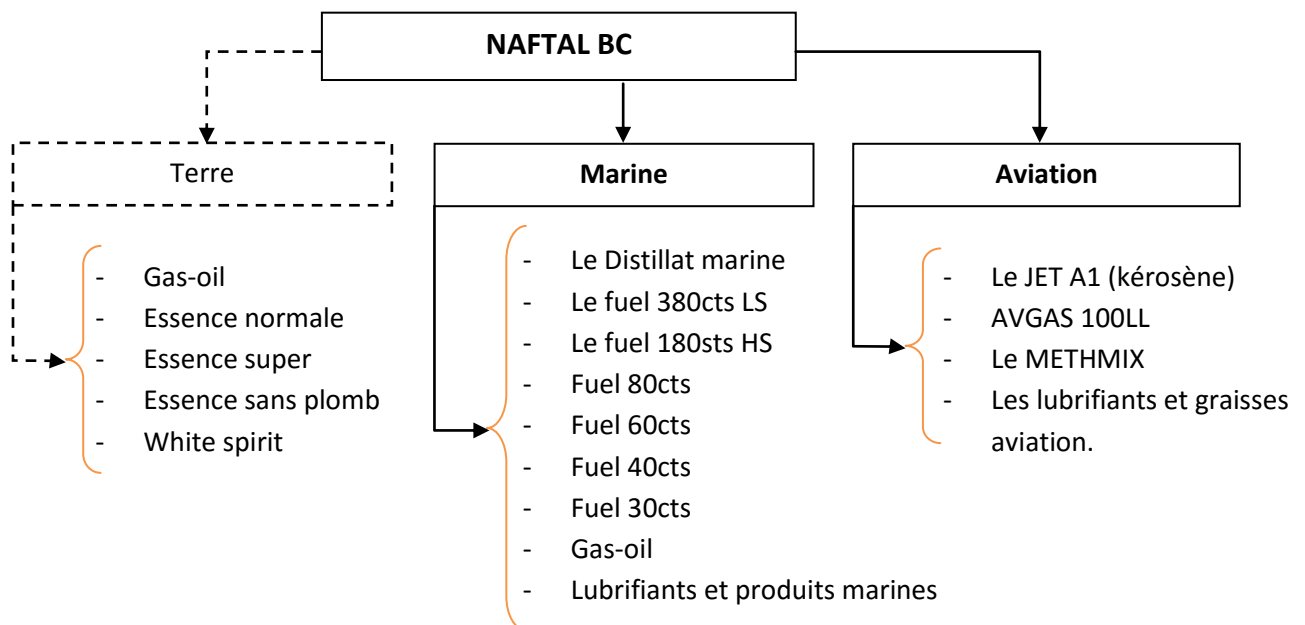 NAFTAL BC
Terre
- Gas-oil
- Essence normale
- Essence super
- Essence sans plomb
- White spirit
Marine
- Le Distillat marine
- Le fuel 380cts LS
- Le fuel 180sts HS
- Fuel 80cts
- Fuel 60cts
- Fuel 40cts
- Fuel 30cts
- Gas-oil
- Lubrifiants et produits marines
Aviation
- Le JET A1 (kérosène)
- AVGAS 100LL
- Le METHMIX
- Les lubrifiants et graisses
aviation.